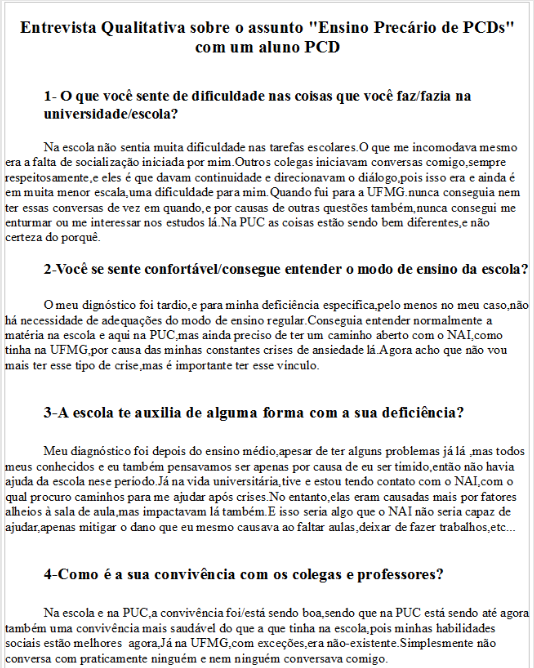 Entrevista Qualitativa sobre o assunto "Ensino Precário de PCDs"
com um aluno PCD
1- O que você sente de dificuldade nas coisas que você faz/fazia na
universidade/escola?
Na escola não sentia muita dificuldade nas tarefas escolares.O que me incomodava mesmo
era a falta de socialização iniciada por mim.Outros colegas iniciavam conversas comigo,sempre
respeitosamente,e eles é que davam continuidade e direcionavam o diálogo,pois isso era e ainda é
em muita menor escala,uma dificuldade para mim.Quando fui para a UFMG.nunca conseguia nem
ter essas conversas de vez em quando,e por causas de outras questões também,nunca consegui me
enturmar ou me interessar nos estudos lá.Na PUC as coisas estão sendo bem diferentes,e não
certeza do porquê.
2-Você se sente confortável/consegue entender o modo de ensino da escola?
O meu dignóstico foi tardio,e para minha deficiência especifica,pelo menos no meu caso,não
há necessidade de adequações do modo de ensino regular.Conseguia entender normalmente a
matéria na escola e aqui na PUC,mas ainda preciso de ter um caminho aberto com o NAI,como
tinha na UFMG,por causa das minhas constantes crises de ansiedade lá.Agora acho que não vou
mais ter esse tipo de crise,mas é importante ter esse vínculo.
3-A escola te auxilia de alguma forma com a sua deficiência?
Meu diagnóstico foi depois do ensino médio,apesar de ter alguns problemas já lá ,mas todos
meus conhecidos e eu também pensavamos ser apenas por causa de eu ser tímido,então não havia
ajuda da escola nese periodo.Já na vida universitária,tive e estou tendo contato com o NAI,com o
qual procuro caminhos para me ajudar após crises.No entanto,elas eram causadas mais por fatores
alheios à sala de aula,mas impactavam lá também.E isso seria algo que o NAI não seria capaz de
ajudar,apenas mitigar o dano que eu mesmo causava ao faltar aulas,deixar de fazer trabalhos,etc...
4-Como é a sua convivência com os colegas e professores?
Na escola e na PUC,a convivência foi/está sendo boa,sendo que na PUC está sendo até agora
também uma convivência mais saudável do que a que tinha na escola,pois minhas habilidades
sociais estão melhores agora,Já na UFMG,com exceções,era não-existente.Simplesmente não
conversa com praticamente ninguém e nem ninguém conversava comigo.